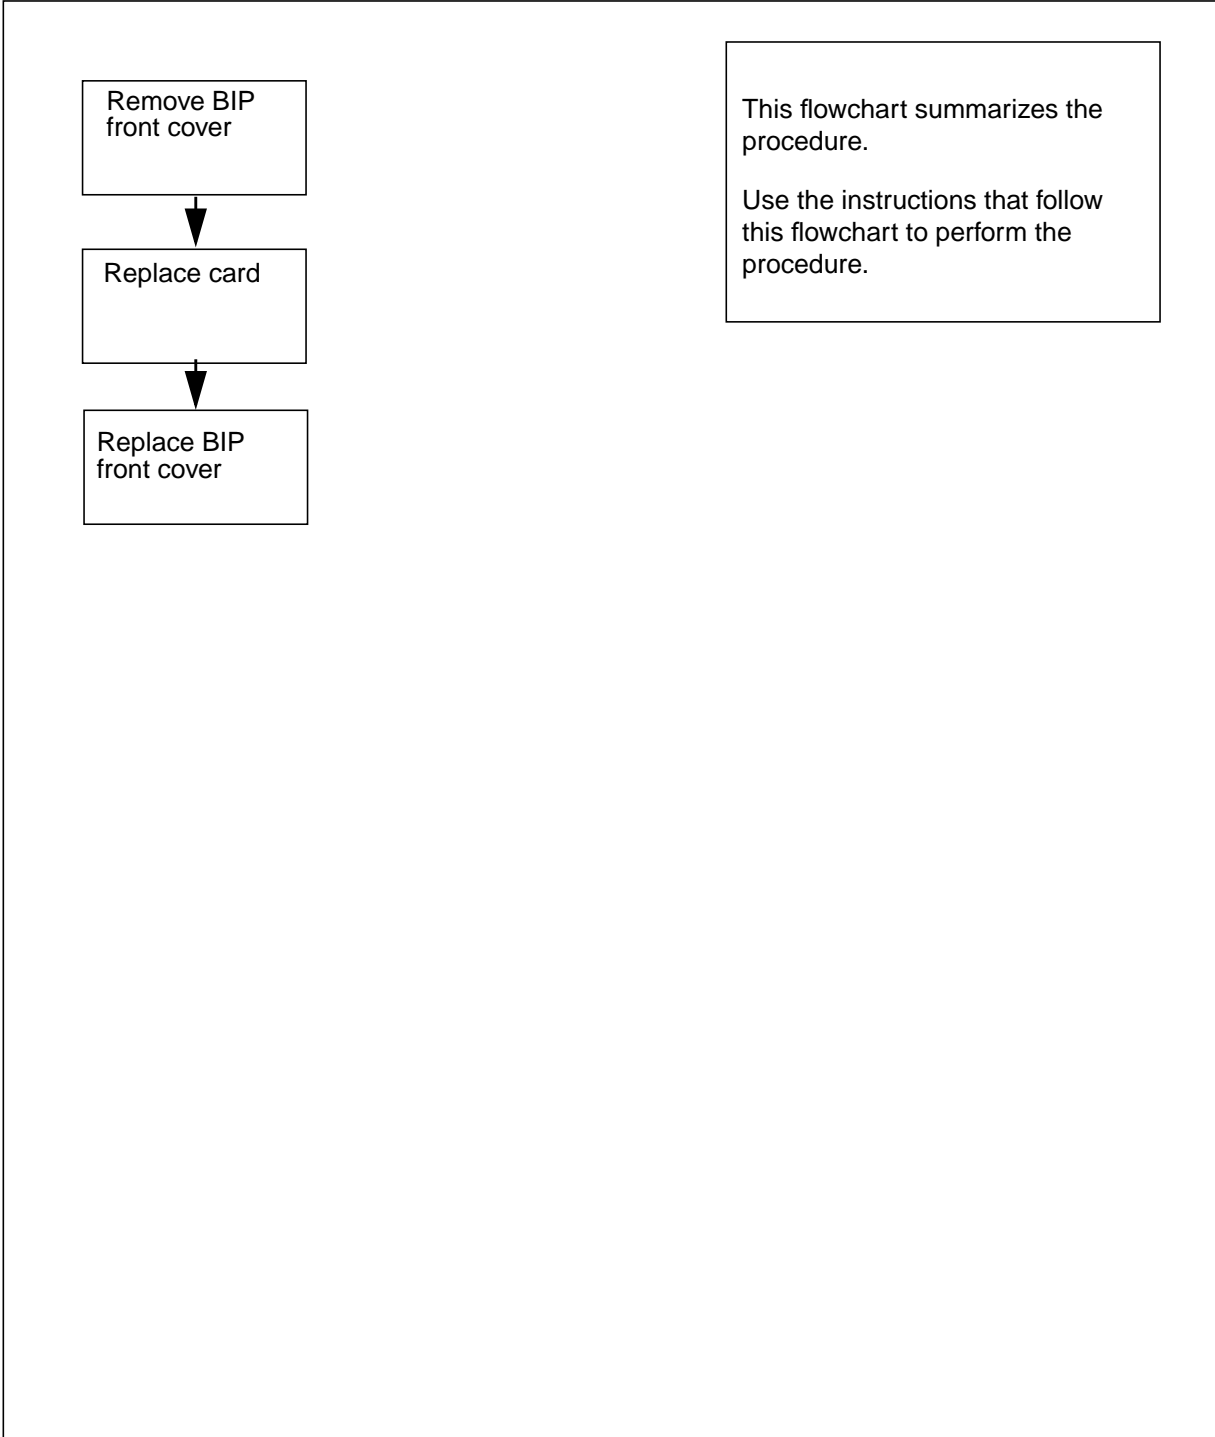 Remove BIP
front cover
Replace card
Replace BIP
front cover
This flowchart summarizes the
procedure.
Use the instructions that follow
this flowchart to perform the
procedure.